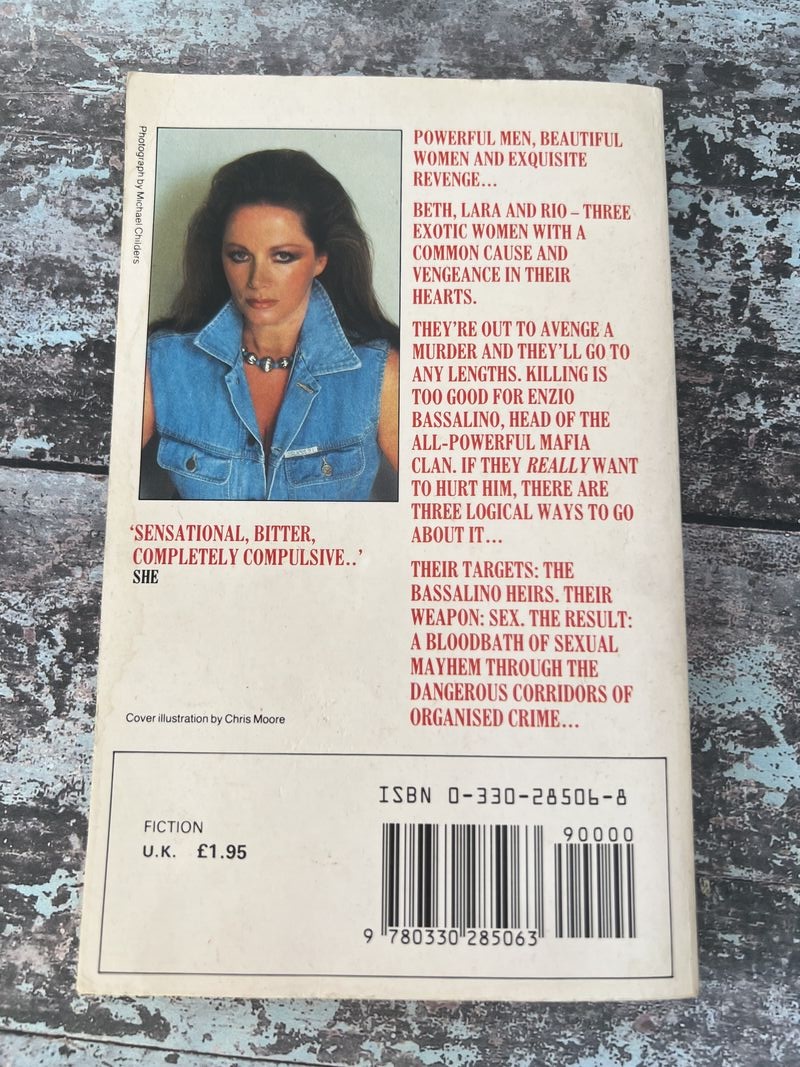 Photograph by Michael Childers
POWERFUL MEN, BEAUTIFUL
WOMEN AND EXQUISITE
REVENGE...
BETH, LARA AND RIO – THREE
EXOTIC WOMEN WITH A
COMMON CAUSE AND
VENGEANCE IN THEIR
HEARTS.
THEY'RE OUT TO AVENGE A
MURDER AND THEY'LL GO TO
ANY LENGTHS. KILLING IS
TOO GOOD FOR ENZIO
BASSALINO, HEAD OF THE
ALL-POWERFUL MAFIA
CLAN. IF THEY REALLY WANT
TO HURT HIM, THERE ARE
THREE LOGICAL WAYS TO GO
ABOUT IT...
THEIR TARGETS: THE
BASSALINO HEIRS. THEIR
WEAPON: SEX. THE RESULT:
A BLOODBATH OF SEXUAL
MAYHEM THROUGH THE
DANGEROUS CORRIDORS OF
ORGANISED CRIME...
'SENSATIONAL, BITTER,
COMPLETELY COMPULSIVE..'
SHE
Cover illustration by Chris Moore
ISBN 0-330-28506-8
FICTION
U.K. £1.95
90000
9 780330 285063